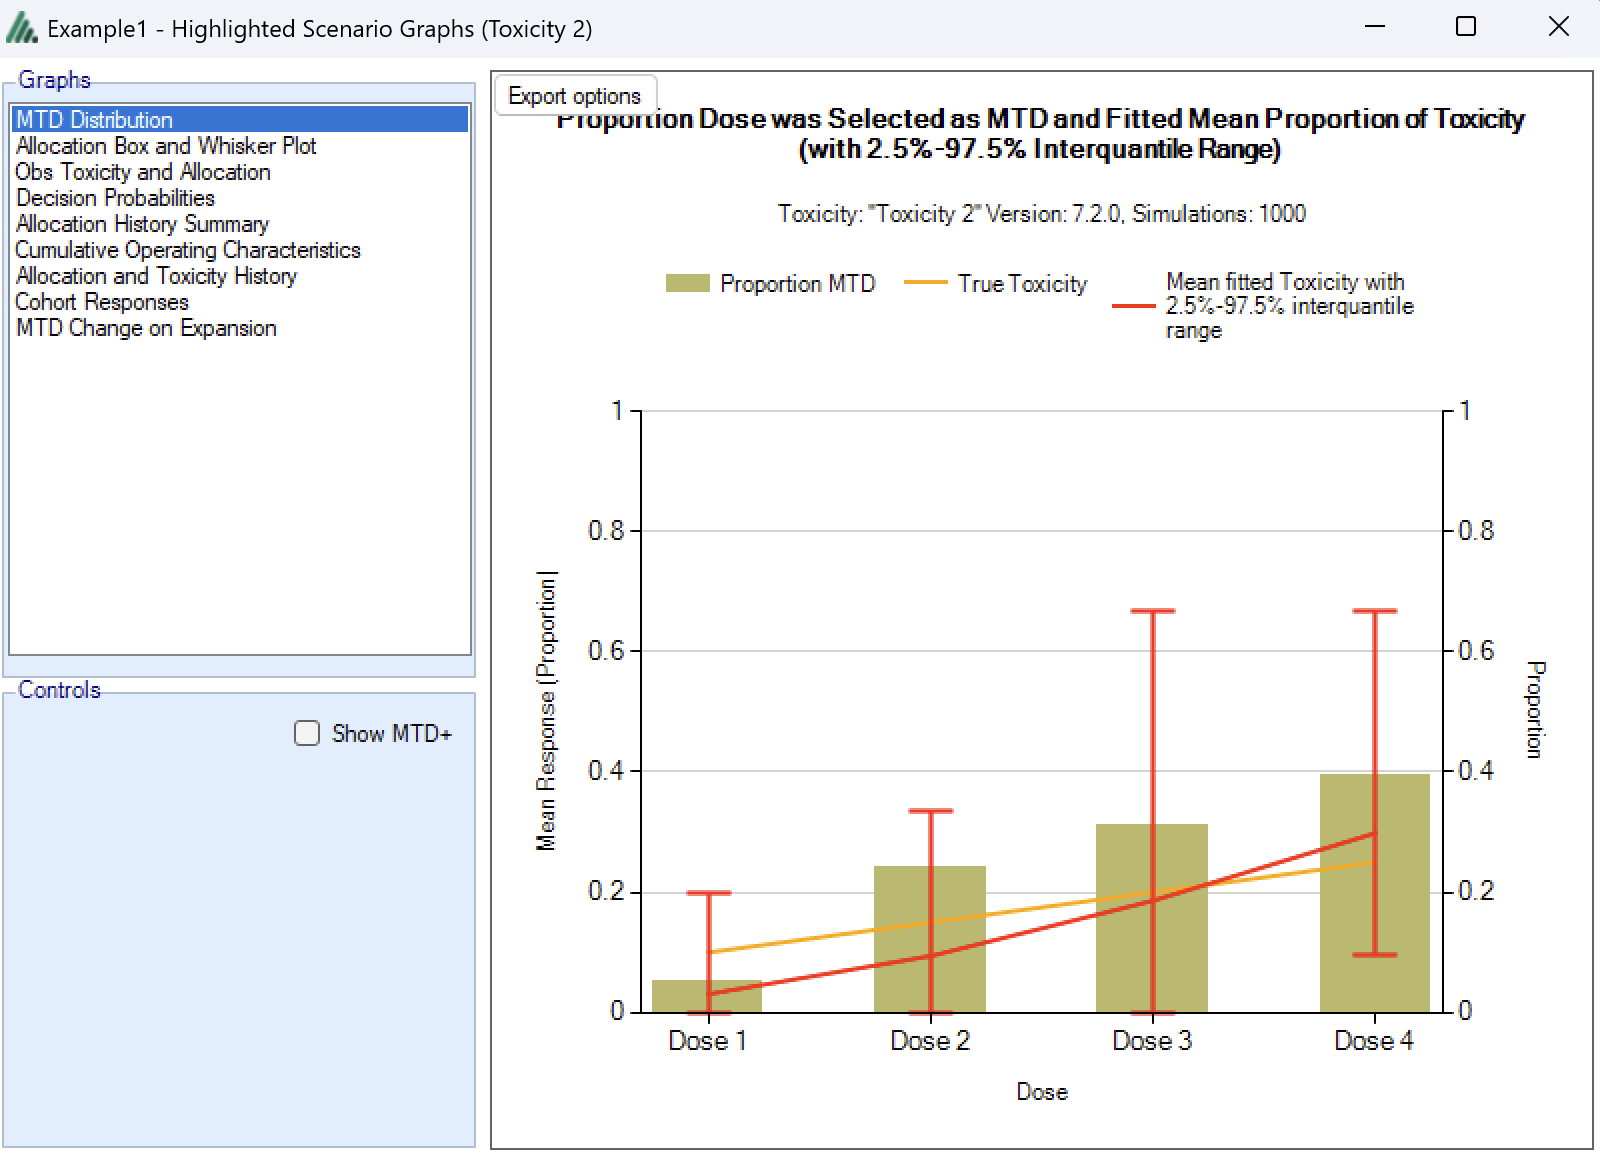 Example1 - Highlighted Scenario Graphs (Toxicity 2)
Graphs
MTD Distribution
Allocation Box and Whisker Plot
Obs Toxicity and Allocation
Decision Probabilities
Allocation History Summary
Cumulative Operating Characteristics
Allocation and Toxicity History
Cohort Responses
MTD Change on Expansion
Controls
Show MTD+
Export options
Proportion Dose was Selected as MTD and Fitted Mean Proportion of Toxicity
(with 2.5%-97.5% Interquantile Range)
Toxicity: "Toxicity 2" Version: 7.2.0, Simulations: 1000
Proportion MTD
True Toxicity
Mean fitted Toxicity with
2.5%-97.5% interquantile
range
Mean Response (Proportion)
1
0.8
0.6
0.4
0.2
0
1
0.8
0.6
0.4
0.2
0
Proportion
Dose 1
Dose 2
Dose 3
Dose 4
Dose